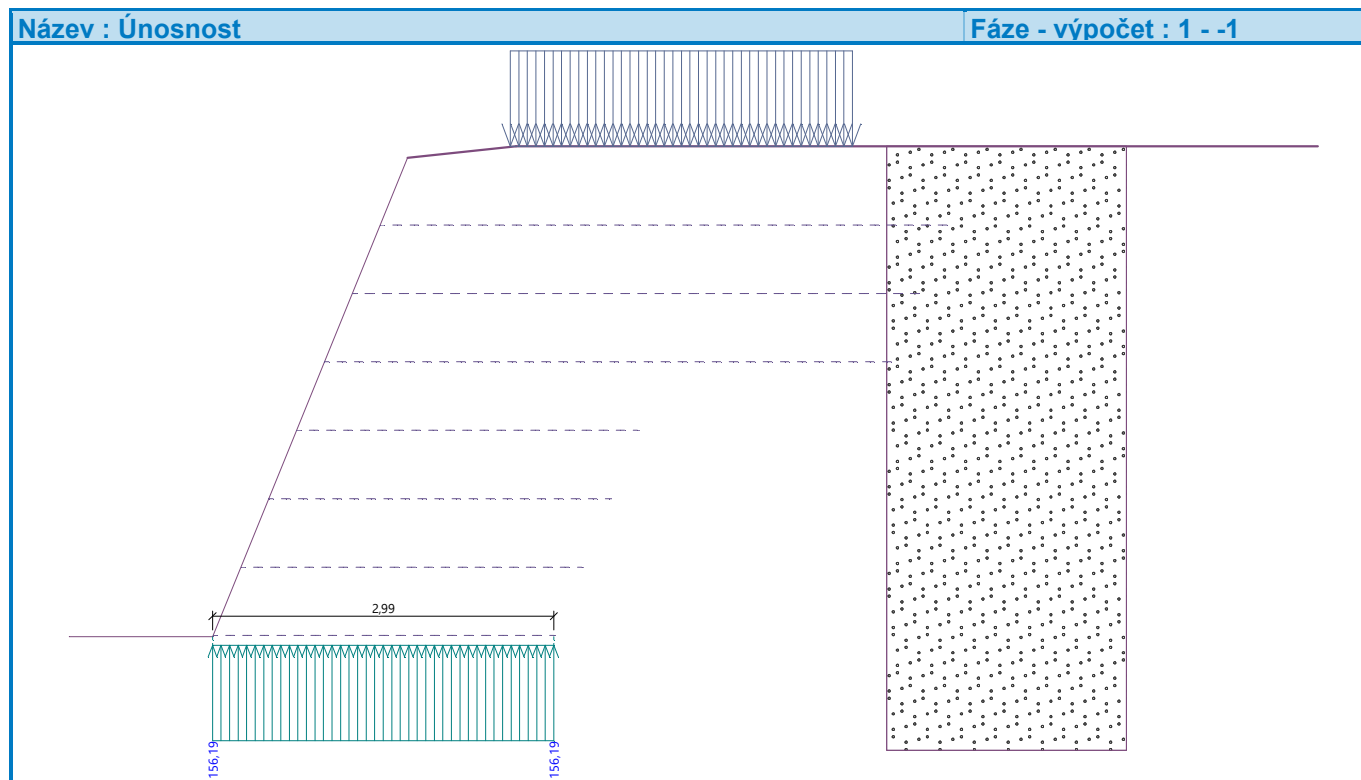 Název : Únosnost
Fáze - výpočet : 1 - -1
2,99
156,19
156,19